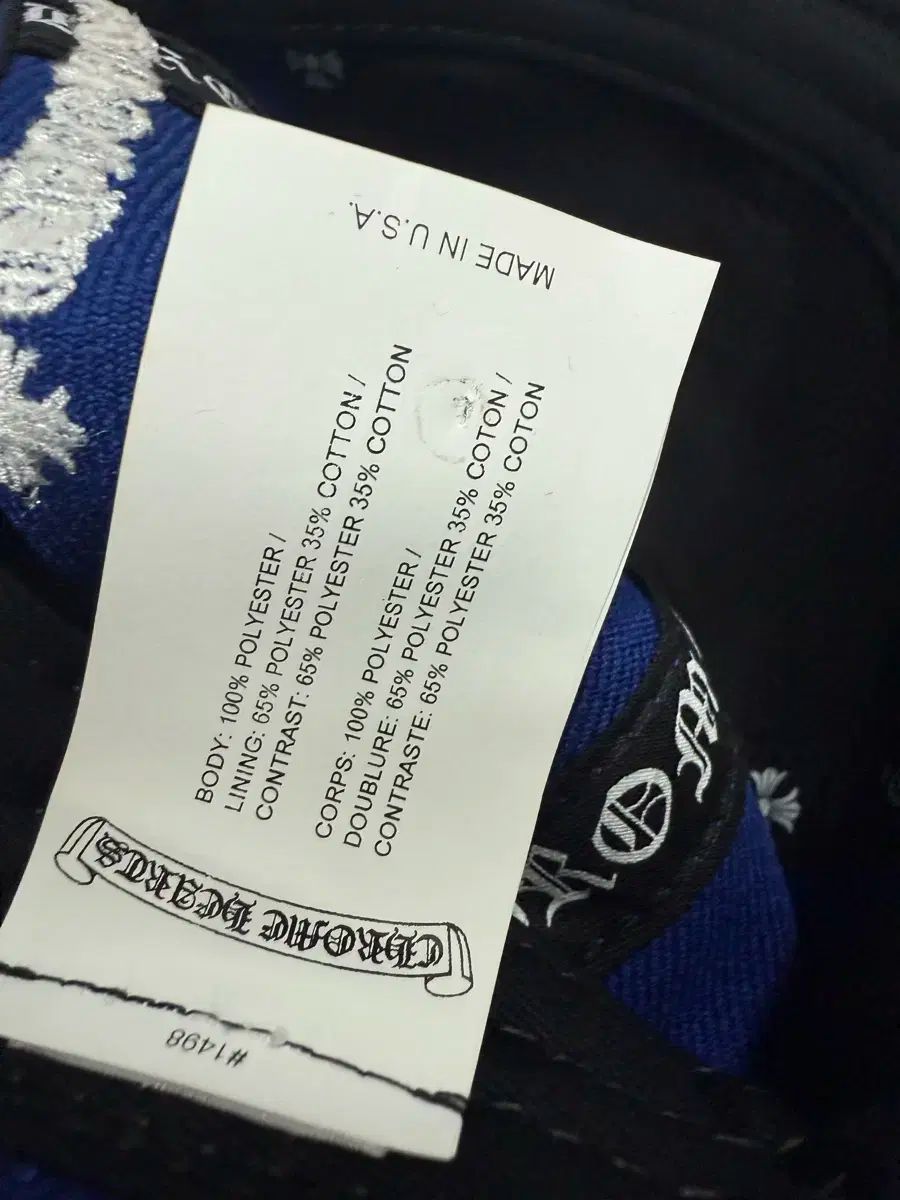 MADE IN U.S.A.
BODY: 100% POLYESTER /
LINING: 65% POLYESTER 35% COTTON /
CONTRAST: 65% POLYESTER 35% COTTON
CORPS: 100% POLYESTER /
DOUBLURE: 65% POLYESTER 35% COTON /
CONTRASTE: 65% POLYESTER 35% COTON
CHROME HEARTS
#1498